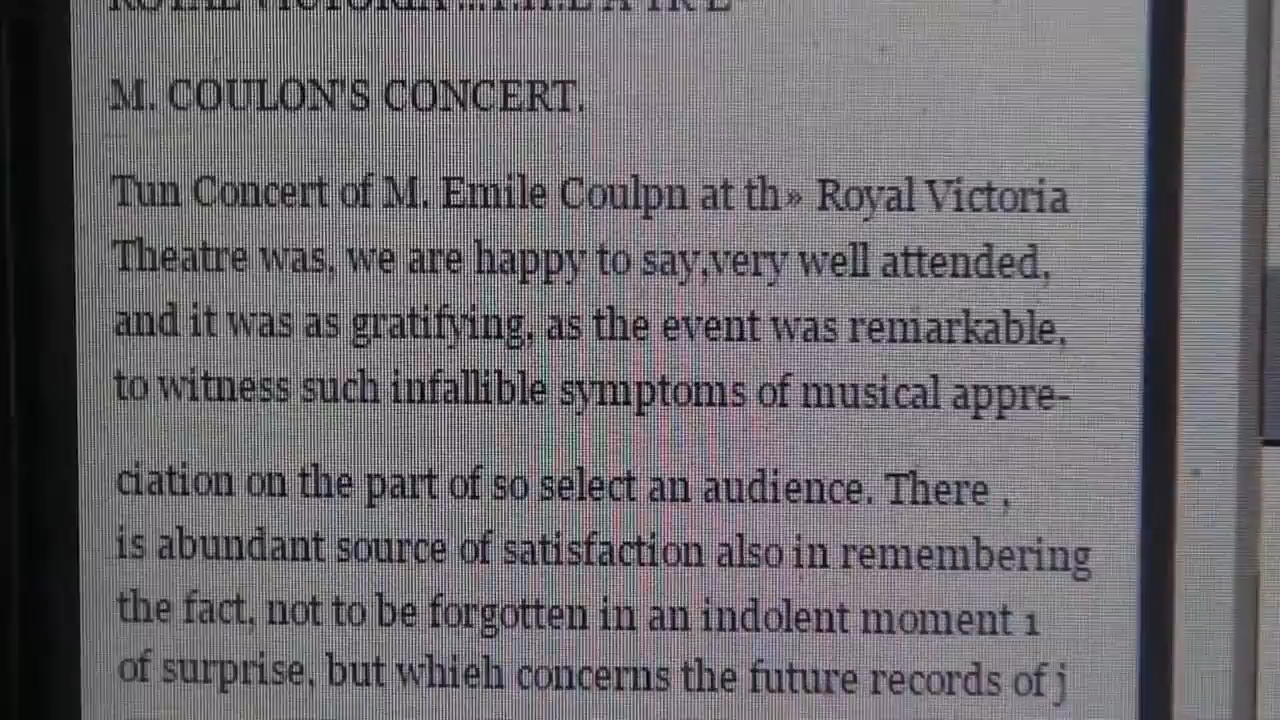 ROYAL VICTORIA
M. COULON'S CONCERT.
Tun Concert of M. Emile Coulpn at th» Royal Victoria
Theatre was, we are happy to say,very well attended,
and it was as gratifying, as the event was remarkable,
to witness such infallible symptoms of musical appre-
ciation on the part of so select an audience. There ,
is abundant source of satisfaction also in remembering
the fact, not to be forgotten in an indolent moment 1
of surprise, but whieh concerns the future records of j